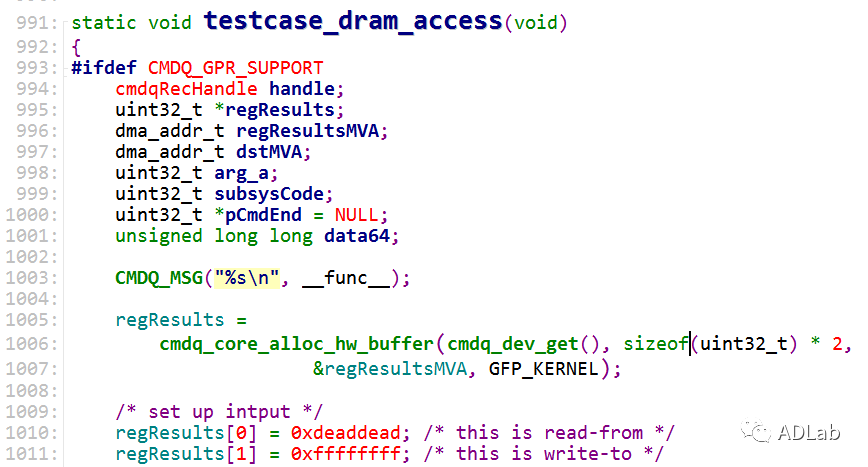 991: static void testcase_dram_access(void)
992: {
993: #ifdef CMDQ_GPR_SUPPORT
994: cmdqRecHandle handle;
995: uint32_t *regResults;
996: dma_addr_t regResultsMVA;
997: dma_addr_t dstMVA;
998: uint32_t arg_a;
999: uint32_t subsysCode;
1000: uint32_t *pCmdEnd = NULL;
1001: unsigned long long data64;
1002:
1003: CMDQ_MSG("%s\n", __func__);
1004:
1005: regResults =
1006: cmdq_core_alloc_hw_buffer(cmdq_dev_get(), sizeof(uint32_t) * 2,
1007: &regResultsMVA, GFP_KERNEL);
1008:
1009: /* set up intput */
1010: regResults[0] = 0xdeaddead; /* this is read-from */
1011: regResults[1] = 0xffffffff; /* this is write-to */
ADLab